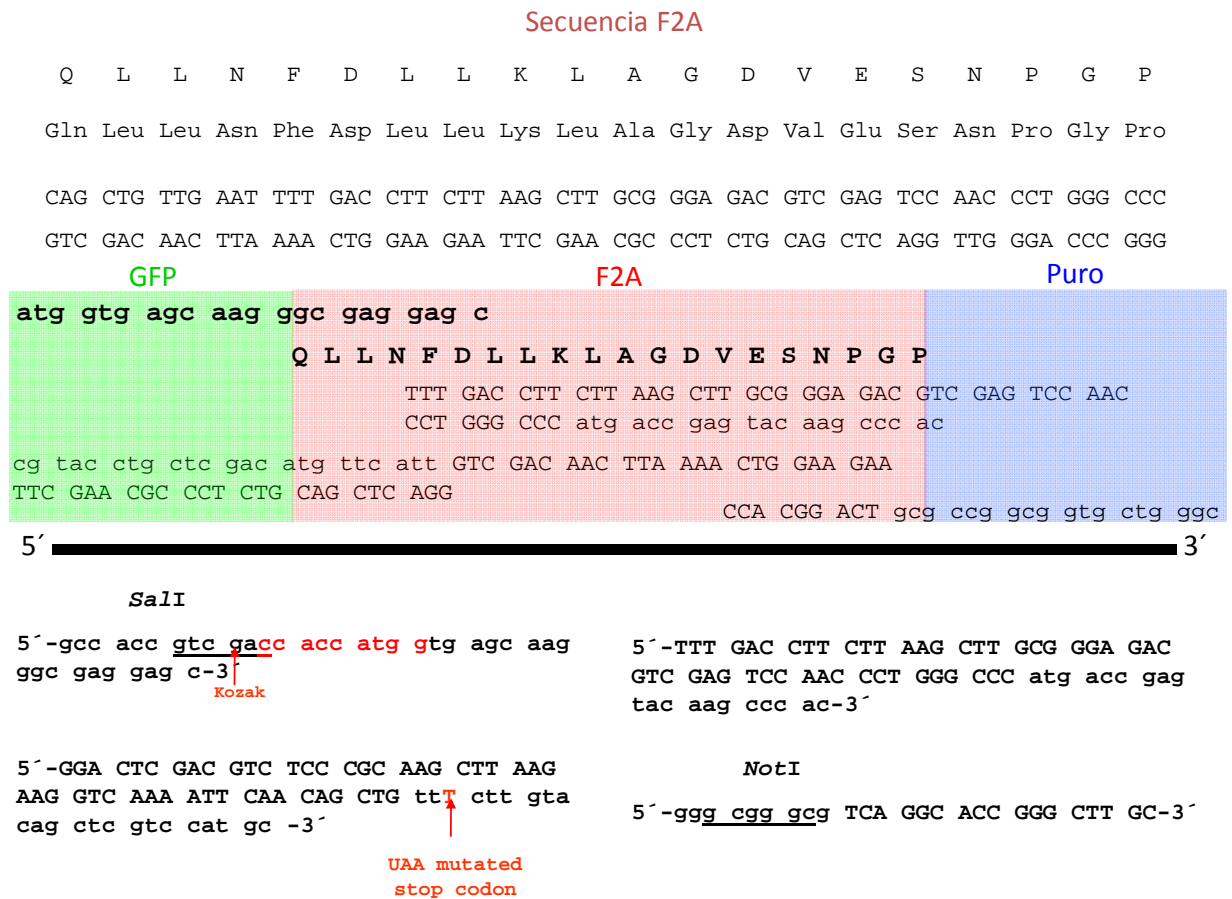 Secuencia F2A
Q L L N F D L L K L A G D V E S N P G P
Gln Leu Leu Asn Phe Asp Leu Leu Lys Leu Ala Gly Asp Val Glu Ser Asn Pro Gly Pro
CAG CTG TTG AAT TTT GAC CTT CTT AAG CTT GCG GGA GAC GTC GAG TCC AAC CCT GGG CCC
GTC GAC AAC TTA AAA CTG GAA GAA TTC GAA CGC CCT CTG CAG CTC AGG TTG GGA CCC GGG
GFP F2A Puro
atg gtg agc aag ggc gag gag c
Q L L N F D L L K L A G D V E S N P G P
TTT GAC CTT CTT AAG CTT GCG GGA GAC GTC GAG TCC AAC
CCT GGG CCC atg acc gag tac aag ccc ac
cg tac ctg ctc gac atg ttc att GTC GAC AAC TTA AAA CTG GAA GAA
TTC GAA CGC CCT CTG CAG CTC AGG
CCA CGG ACT gcg ccg gcg gtg ctg ggc
5´ 3´
SalI
5´-gcc acc gtc gacc acc atg gtg agc aag
ggc gag gag c-3´
Kozak
5´-GGA CTC GAC GTC TCC CGC AAG CTT AAG
AAG GTC AAA ATT CAA CAG CTG ttT ctt gta
cag ctc gtc cat gc -3´
UAA mutated
stop codon
5´-TTT GAC CTT CTT AAG CTT GCG GGA GAC
GTC GAG TCC AAC CCT GGG CCC atg acc gag
tac aag ccc ac-3´
NotI
5´-ggg cgg gcg TCA GGC ACC GGG CTT GC-3´